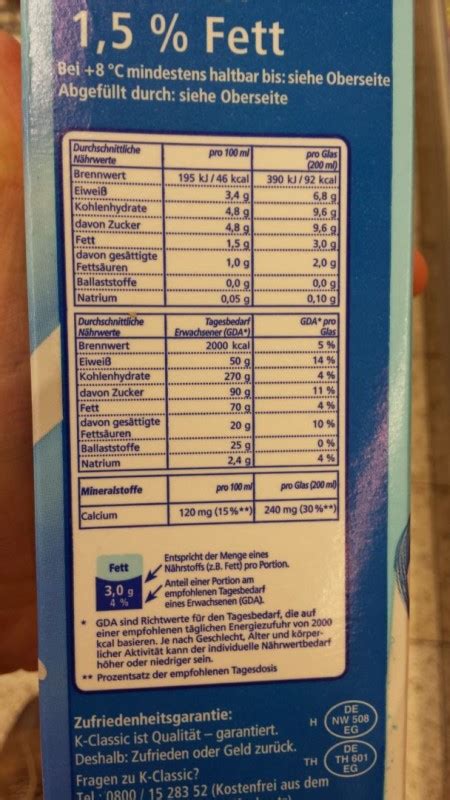 1,5 % Fett
Bei +8 °C mindestens haltbar bis: siehe Oberseite
Abgefüllt durch: siehe Oberseite
Durchschnittliche Nährwerte pro 100 ml pro Glas (200 ml)
Brennwert 195 kJ / 46 kcal 390 kJ / 92 kcal
Eiweiß 3,4 g 6,8 g
Kohlenhydrate 4,8 g 9,6 g
davon Zucker 4,8 g 9,6 g
Fett 1,5 g 3,0 g
davon gesättigte Fettsäuren 1,0 g 2,0 g
Ballaststoffe 0,0 g 0,0 g
Natrium 0,05 g 0,10 g
Durchschnittliche Nährwerte Tagesbedarf Erwachsener (GDA*) GDA* pro Glas
Brennwert 2000 kcal 5 %
Eiweiß 50 g 14 %
Kohlenhydrate 270 g 4 %
davon Zucker 90 g 11 %
Fett 70 g 4 %
davon gesättigte Fettsäuren 20 g 10 %
Ballaststoffe 25 g 0 %
Natrium 2,4 g 4 %
Mineralstoffe pro 100 ml pro Glas (200 ml)
Calcium 120 mg (15 %**) 240 mg (30 %**)
Fett
3,0 g
4 %
Entspricht der Menge eines
Nährstoffs (z.B. Fett) pro Portion.
Anteil einer Portion am
empfohlenen Tagesbedarf
eines Erwachsenen (GDA).
* GDA sind Richtwerte für den Tagesbedarf, die auf
einer empfohlenen täglichen Energiezufuhr von 2000
kcal basieren. Je nach Geschlecht, Alter und körper-
licher Aktivität kann der individuelle Nährwertbedarf
höher oder niedriger sein.
** Prozentsatz der empfohlenen Tagesdosis
Zufriedenheitsgarantie:
K-Classic ist Qualität – garantiert.
Deshalb: Zufrieden oder Geld zurück.
Fragen zu K-Classic?
Tel.: 0800 / 15 283 52 (Kostenfrei aus dem
H
DE
NW 508
EG
TH
DE
TH 601
EG